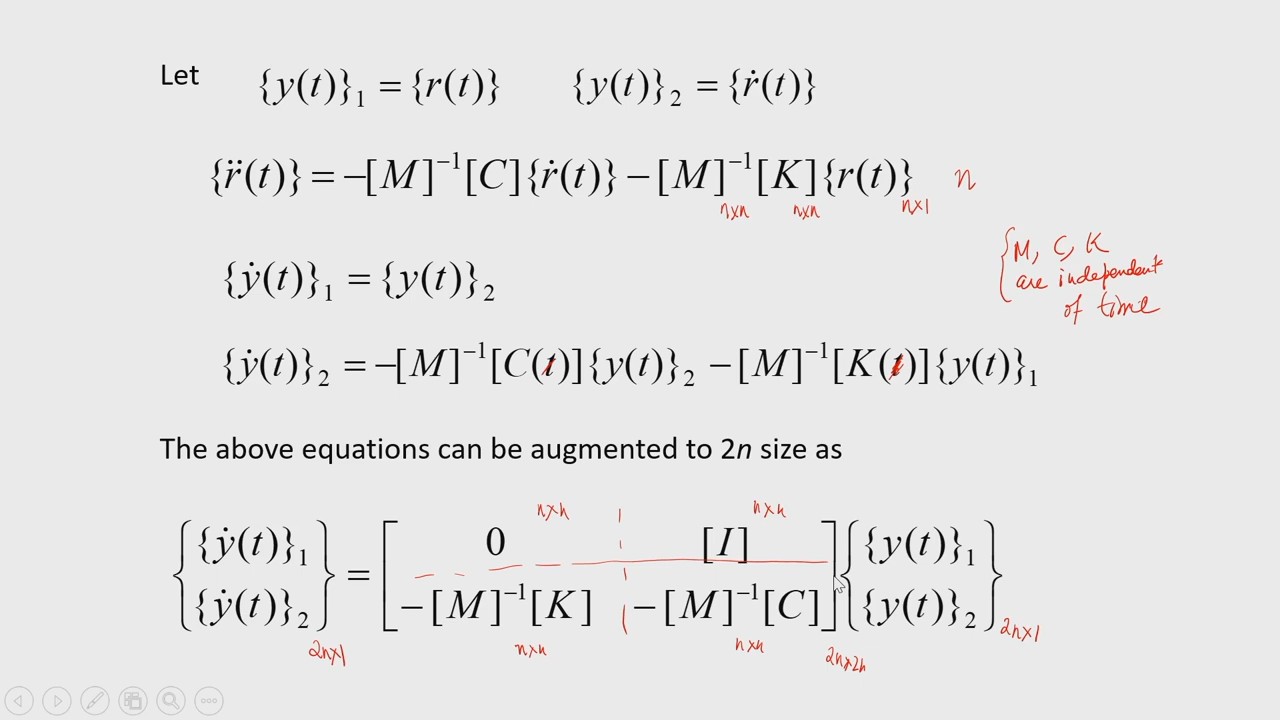 Let {y(t)}₁ = {r(t)} {y(t)}₂ = {ṙ(t)}
{r̈(t)} = −[M]⁻¹[C]{ṙ(t)} − [M]⁻¹[K]{r(t)} n
n×n n×n n×1
M, C, K
are independent
of time
{ẏ(t)}₁ = {y(t)}₂
{ẏ(t)}₂ = −[M]⁻¹[C(t)]{y(t)}₂ − [M]⁻¹[K(t)]{y(t)}₁
The above equations can be augmented to 2n size as
n×n n×n
{ {ẏ(t)}₁ } = [ 0 [I] ] { {y(t)}₁ }
{ {ẏ(t)}₂ } [ −[M]⁻¹[K] −[M]⁻¹[C] ] { {y(t)}₂ }
2n×1 n×n n×n 2n×2n 2n×1